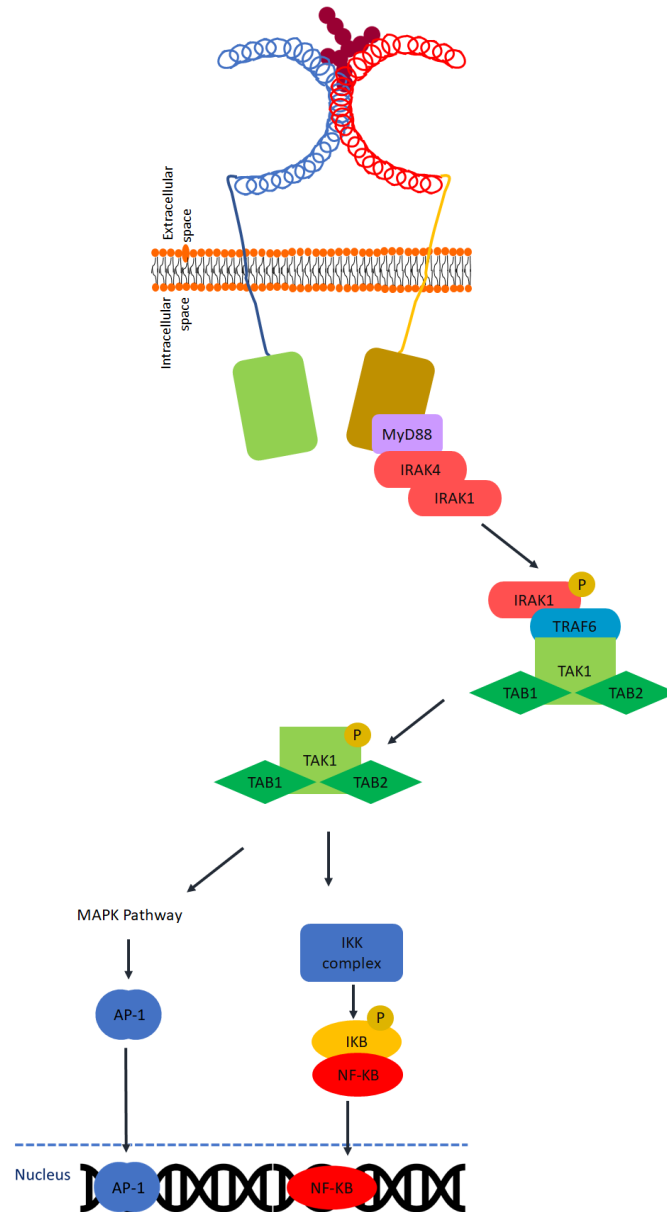 Extracellular
space
Intracellular
space
MyD88
IRAK4
IRAK1
P
IRAK1
TRAF6
TAK1
TAB1
TAB2
P
TAK1
TAB1
TAB2
MAPK Pathway
IKK
complex
AP-1
P
IKB
NF-KB
Nucleus
AP-1
NF-KB